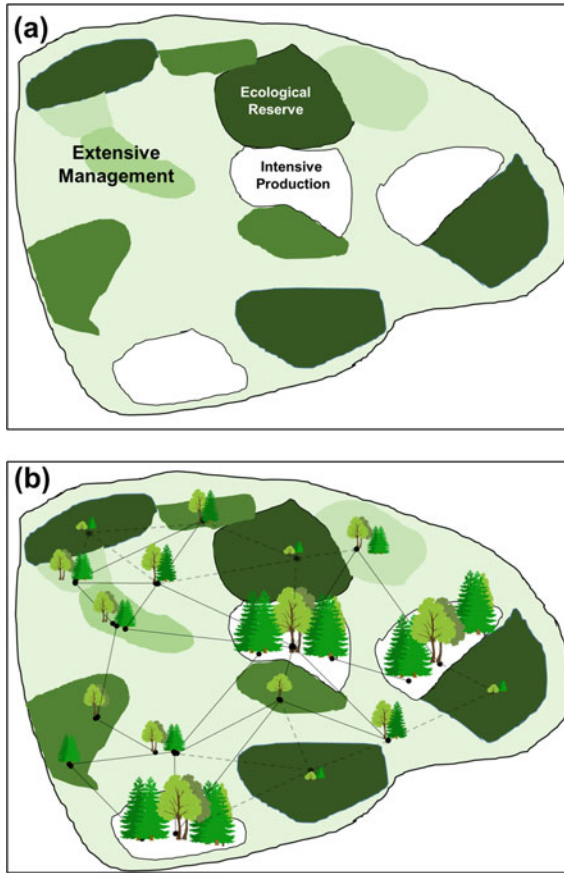 (a)
Ecological
Reserve
Extensive
Management
Intensive
Production
(b)